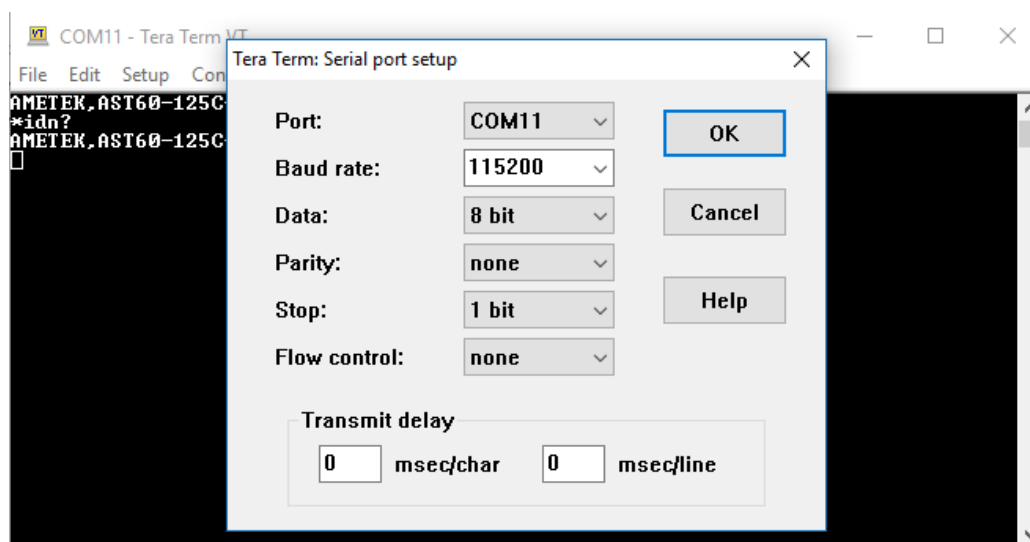 COM11 - Tera Term VT
File Edit Setup Con
AMETEK,AST60-125C
*idn?
AMETEK,AST60-125C
Tera Term: Serial port setup
Port: COM11
OK
Baud rate: 115200
Data: 8 bit
Cancel
Parity: none
Stop: 1 bit
Help
Flow control: none
Transmit delay
0 msec/char 0 msec/line